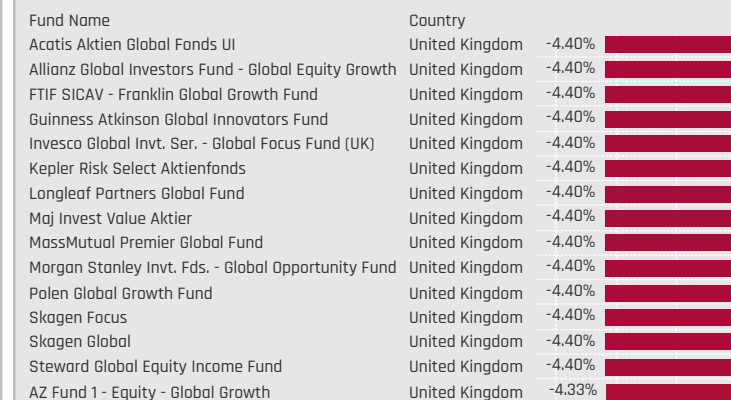 Fund Name Country
Acatis Aktien Global Fonds UI United Kingdom -4.40%
Allianz Global Investors Fund - Global Equity Growth United Kingdom -4.40%
FTIF SICAV - Franklin Global Growth Fund United Kingdom -4.40%
Guinness Atkinson Global Innovators Fund United Kingdom -4.40%
Invesco Global Invt. Ser. - Global Focus Fund (UK) United Kingdom -4.40%
Kepler Risk Select Aktienfonds United Kingdom -4.40%
Longleaf Partners Global Fund United Kingdom -4.40%
Maj Invest Value Aktier United Kingdom -4.40%
MassMutual Premier Global Fund United Kingdom -4.40%
Morgan Stanley Invt. Fds. - Global Opportunity Fund United Kingdom -4.40%
Polen Global Growth Fund United Kingdom -4.40%
Skagen Focus United Kingdom -4.40%
Skagen Global United Kingdom -4.40%
Steward Global Equity Income Fund United Kingdom -4.40%
AZ Fund 1 - Equity - Global Growth United Kingdom -4.33%